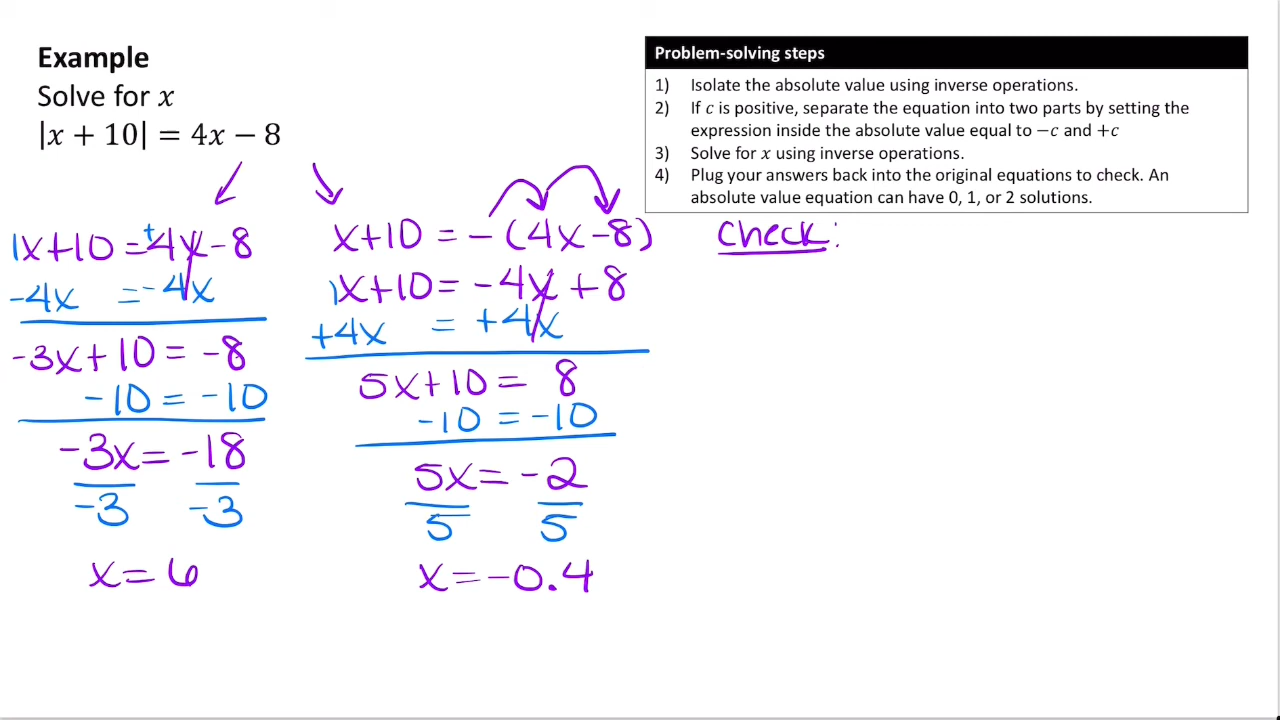 Example
Solve for x
|x + 10| = 4x − 8
Problem-solving steps
1) Isolate the absolute value using inverse operations.
2) If c is positive, separate the equation into two parts by setting the
expression inside the absolute value equal to −c and +c
3) Solve for x using inverse operations.
4) Plug your answers back into the original equations to check. An
absolute value equation can have 0, 1, or 2 solutions.
1x+10=+4x-8
-4x =-4x
-3x+10=-8
-10=-10
-3x=-18
-3 -3
x=6
x+10=-(4x-8)
1x+10=-4x+8
+4x =+4x
5x+10=8
-10=-10
5x=-2
5 5
x=-0.4
Check: